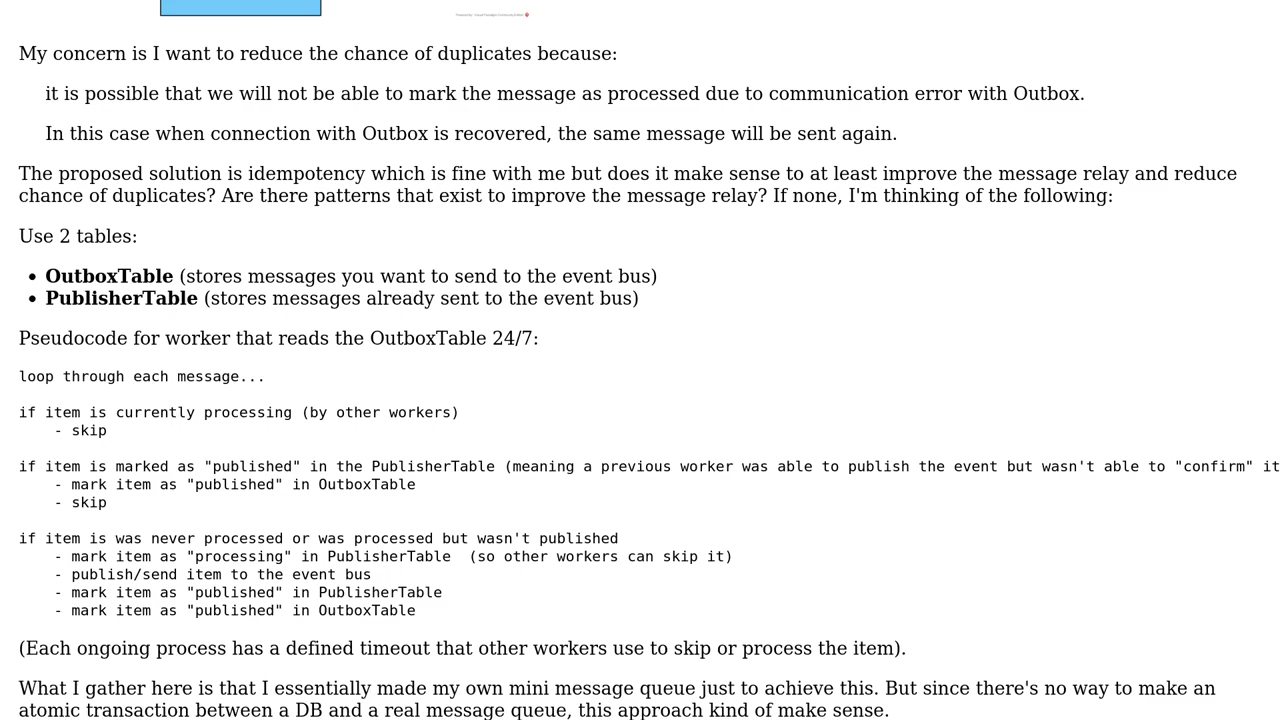 My concern is I want to reduce the chance of duplicates because:
it is possible that we will not be able to mark the message as processed due to communication error with Outbox.
In this case when connection with Outbox is recovered, the same message will be sent again.
The proposed solution is idempotency which is fine with me but does it make sense to at least improve the message relay and reduce
chance of duplicates? Are there patterns that exist to improve the message relay? If none, I'm thinking of the following:
Use 2 tables:
• OutboxTable (stores messages you want to send to the event bus)
• PublisherTable (stores messages already sent to the event bus)
Pseudocode for worker that reads the OutboxTable 24/7:
loop through each message...
if item is currently processing (by other workers)
- skip
if item is marked as "published" in the PublisherTable (meaning a previous worker was able to publish the event but wasn't able to "confirm" it
- mark item as "published" in OutboxTable
- skip
if item is was never processed or was processed but wasn't published
- mark item as "processing" in PublisherTable  (so other workers can skip it)
- publish/send item to the event bus
- mark item as "published" in PublisherTable
- mark item as "published" in OutboxTable
(Each ongoing process has a defined timeout that other workers use to skip or process the item).
What I gather here is that I essentially made my own mini message queue just to achieve this. But since there's no way to make an
atomic transaction between a DB and a real message queue, this approach kind of make sense.